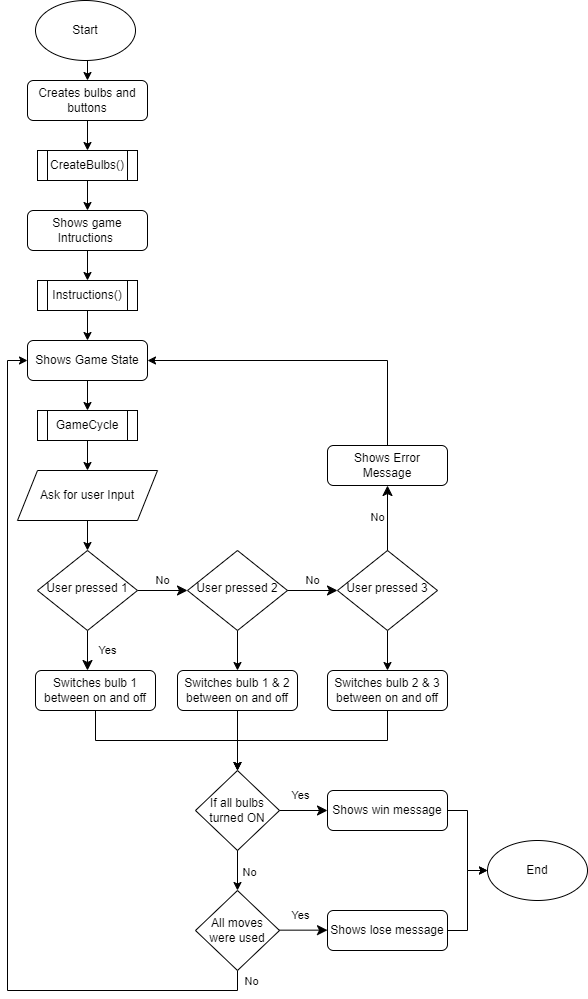 Start
Creates bulbs and
buttons
CreateBulbs()
Shows game
Intructions
Instructions()
Shows Game State
GameCycle
Shows Error
Message
Ask for user Input
No
User pressed 1
No
User pressed 2
No
User pressed 3
Yes
Switches bulb 1
between on and off
Switches bulb 1 & 2
between on and off
Switches bulb 2 & 3
between on and off
If all bulbs
turned ON
Yes
Shows win message
No
End
All moves
were used
Yes
Shows lose message
No